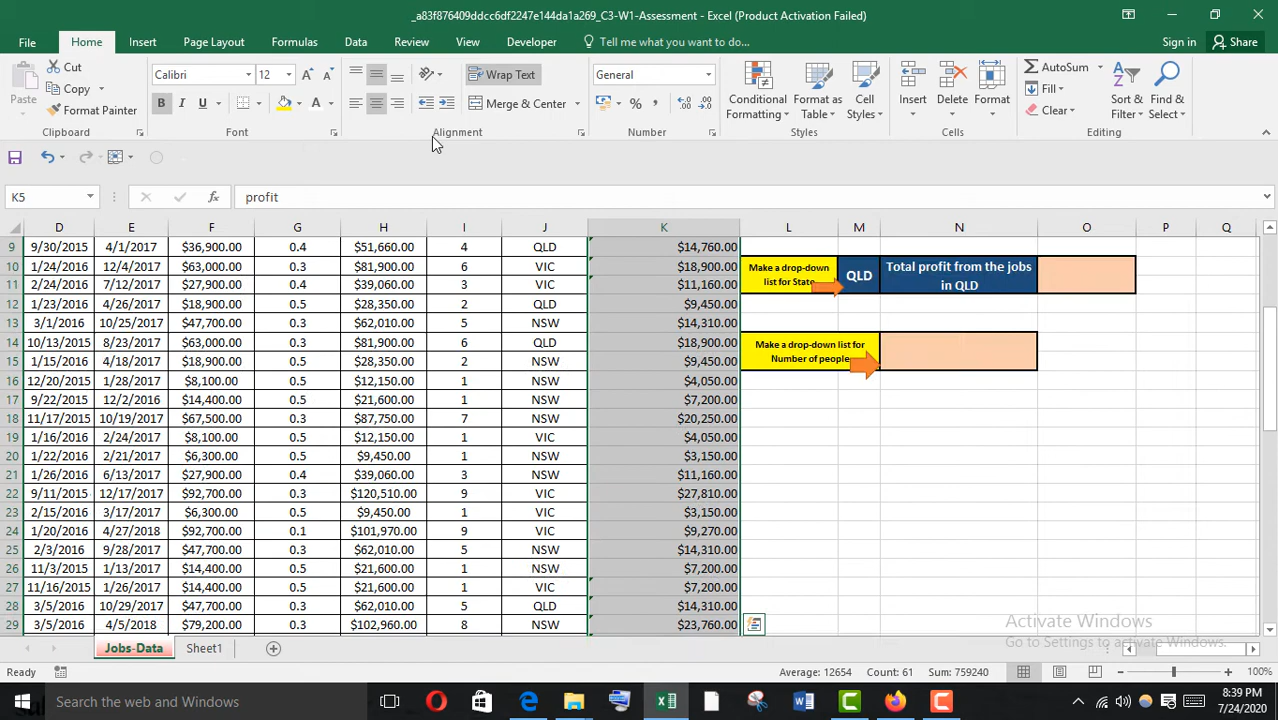 _a83f876409ddcc6df2247e144da1a269_C3-W1-Assessment - Excel (Product Activation Failed)
File Home Insert Page Layout Formulas Data Review View Developer Tell me what you want to do... Sign in Share
Paste Cut Copy Format Painter Clipboard
Calibri 12 B I U A A A Font
Wrap Text Merge & Center Alignment
General % , Number
Conditional Formatting Format as Table Cell Styles Styles
Insert Delete Format Cells
AutoSum Fill Clear Sort & Filter Find & Select Editing
K5 fx profit
D E F G H I J K L M N O P Q
9 9/30/2015 4/1/2017 $36,900.00 0.4 $51,660.00 4 QLD $14,760.00
10 1/24/2016 12/4/2017 $63,000.00 0.3 $81,900.00 6 VIC $18,900.00
11 2/24/2016 7/12/2017 $27,900.00 0.4 $39,060.00 3 VIC $11,160.00
Make a drop-down
list for State
QLD
Total profit from the jobs
in QLD
12 1/23/2016 4/26/2017 $18,900.00 0.5 $28,350.00 2 QLD $9,450.00
13 3/1/2016 10/25/2017 $47,700.00 0.3 $62,010.00 5 NSW $14,310.00
14 10/13/2015 8/23/2017 $63,000.00 0.3 $81,900.00 6 QLD $18,900.00
15 1/15/2016 4/18/2017 $18,900.00 0.5 $28,350.00 2 NSW $9,450.00
Make a drop-down list for
Number of people
16 12/20/2015 1/28/2017 $8,100.00 0.5 $12,150.00 1 NSW $4,050.00
17 9/22/2015 12/2/2016 $14,400.00 0.5 $21,600.00 1 NSW $7,200.00
18 11/17/2015 10/19/2017 $67,500.00 0.3 $87,750.00 7 NSW $20,250.00
19 1/16/2016 2/24/2017 $8,100.00 0.5 $12,150.00 1 VIC $4,050.00
20 1/22/2016 2/21/2017 $6,300.00 0.5 $9,450.00 1 NSW $3,150.00
21 1/26/2016 6/13/2017 $27,900.00 0.4 $39,060.00 3 NSW $11,160.00
22 9/11/2015 12/17/2017 $92,700.00 0.3 $120,510.00 9 VIC $27,810.00
23 2/15/2016 3/17/2017 $6,300.00 0.5 $9,450.00 1 VIC $3,150.00
24 1/20/2016 4/27/2018 $92,700.00 0.1 $101,970.00 9 VIC $9,270.00
25 2/3/2016 9/28/2017 $47,700.00 0.3 $62,010.00 5 NSW $14,310.00
26 11/3/2015 1/13/2017 $14,400.00 0.5 $21,600.00 1 NSW $7,200.00
27 11/16/2015 1/26/2017 $14,400.00 0.5 $21,600.00 1 VIC $7,200.00
28 3/5/2016 10/29/2017 $47,700.00 0.3 $62,010.00 5 QLD $14,310.00
29 3/5/2016 4/5/2018 $79,200.00 0.3 $102,960.00 8 NSW $23,760.00
Activate Windows
Go to Settings to activate Windows.
Jobs-Data Sheet1
Ready Average: 12654 Count: 61 Sum: 759240 100%
Search the web and Windows
8:39 PM
7/24/2020